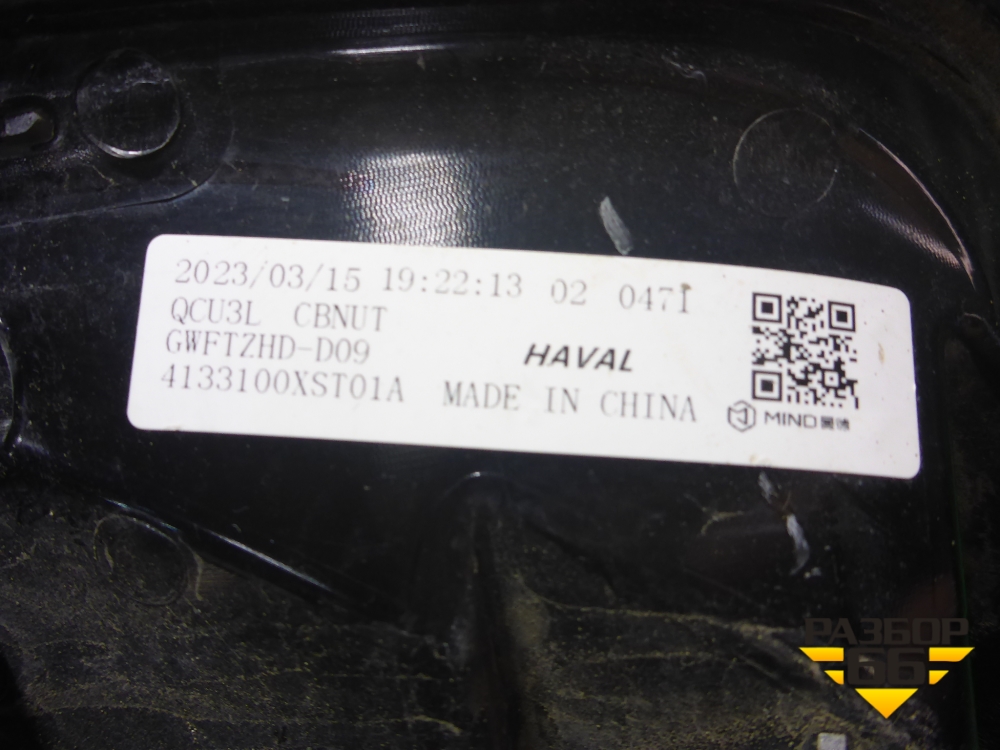 2023/03/15 19:22:13 02 0471
QCU3L CBNUT
GWFTZHD-D09
HAVAL
4133100XST01A MADE IN CHINA
MIND
РАЗБОР
66